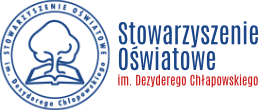 STOWARZYSZENIE OŚWIATOWE
im. Dezyderego Chłapowskiego
Stowarzyszenie
Oświatowe
im. Dezyderego Chłapowskiego